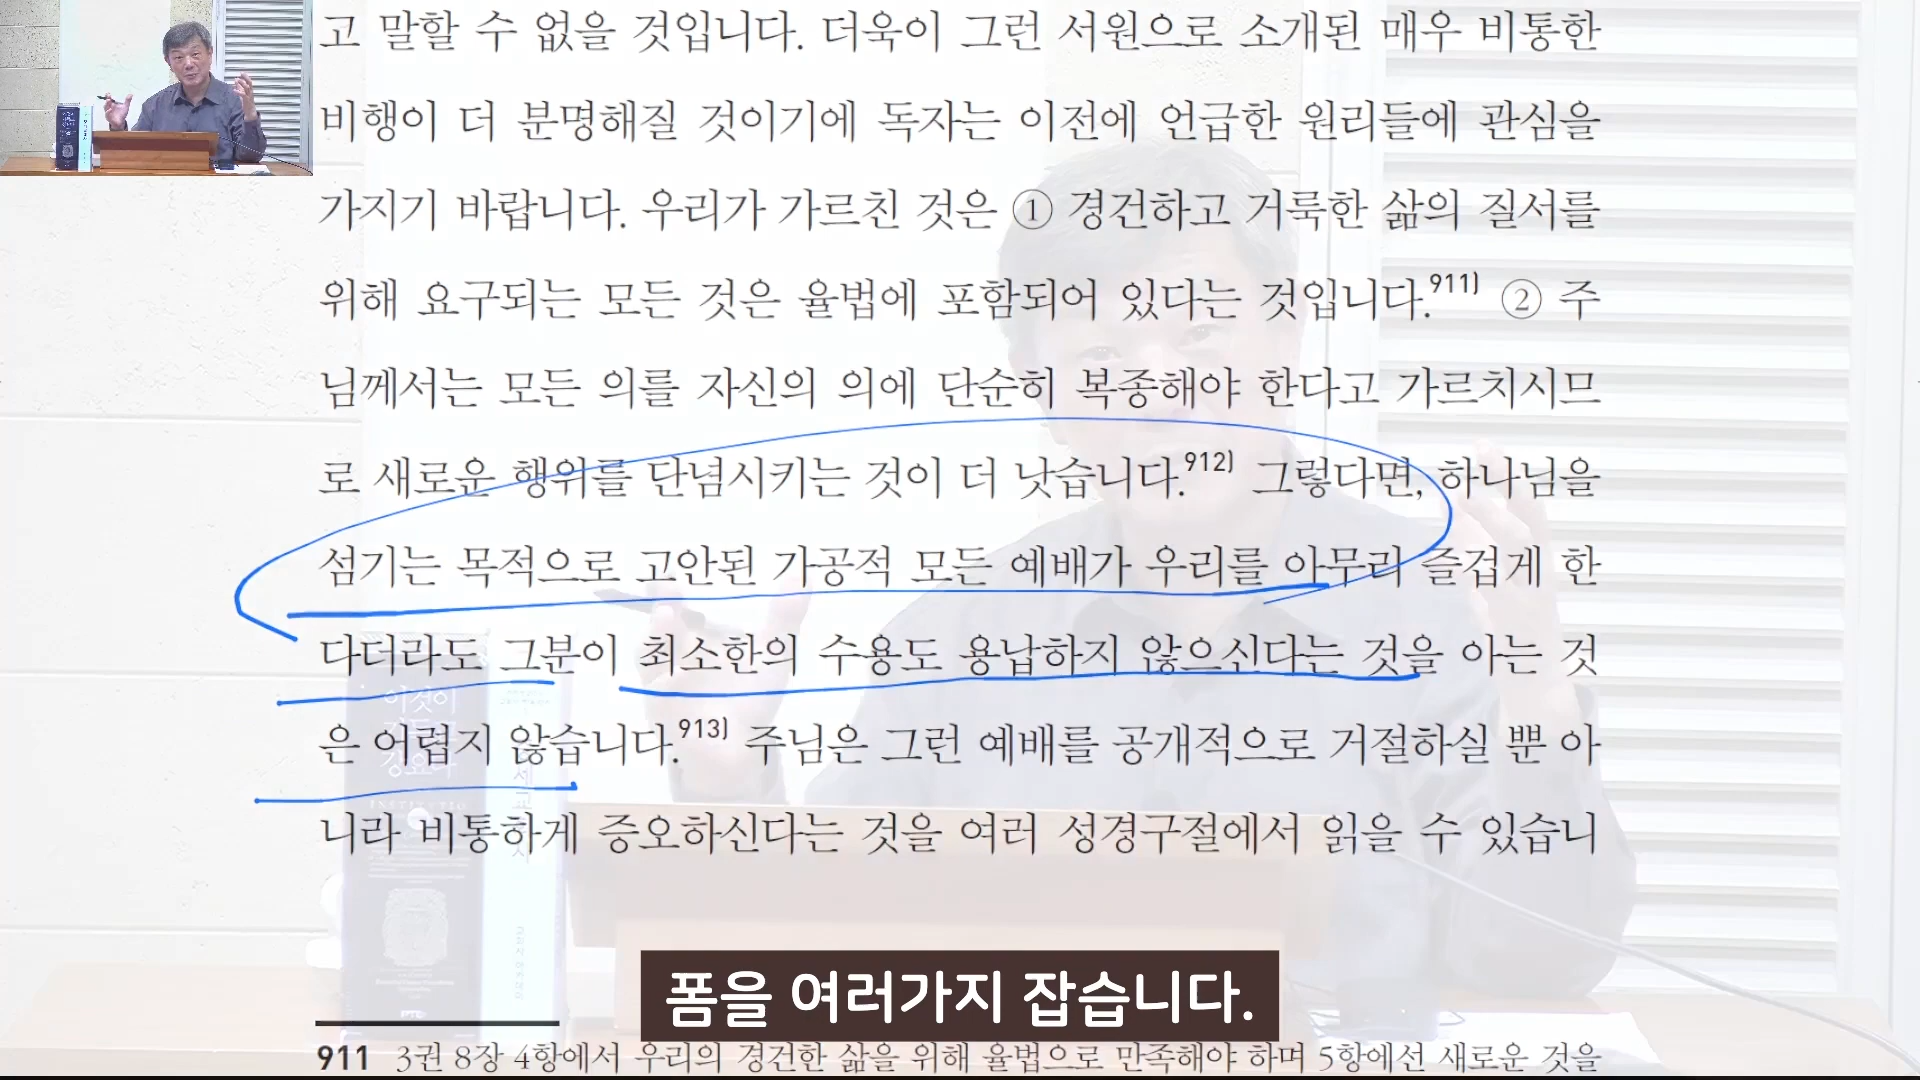 고 말할 수 없을 것입니다. 더욱이 그런 서원으로 소개된 매우 비통한
비행이 더 분명해질 것이기에 독자는 이전에 언급한 원리들에 관심을
가지기 바랍니다. 우리가 가르친 것은 ① 경건하고 거룩한 삶의 질서를
위해 요구되는 모든 것은 율법에 포함되어 있다는 것입니다.911) ② 주
님께서는 모든 의를 자신의 의에 단순히 복종해야 한다고 가르치시므
로 새로운 행위를 단념시키는 것이 더 낫습니다.912) 그렇다면, 하나님을
섬기는 목적으로 고안된 가공적 모든 예배가 우리를 아무리 즐겁게 한
다더라도 그분이 최소한의 수용도 용납하지 않으신다는 것을 아는 것
은 어렵지 않습니다.913) 주님은 그런 예배를 공개적으로 거절하실 뿐 아
니라 비통하게 증오하신다는 것을 여러 성경구절에서 읽을 수 있습니
이것이
INSTITUTIO
폼을 여러가지 잡습니다.
911 3권 8장 4항에서 우리의 경건한 삶을 위해 율법으로 만족해야 하며 5항에선 새로운 것을